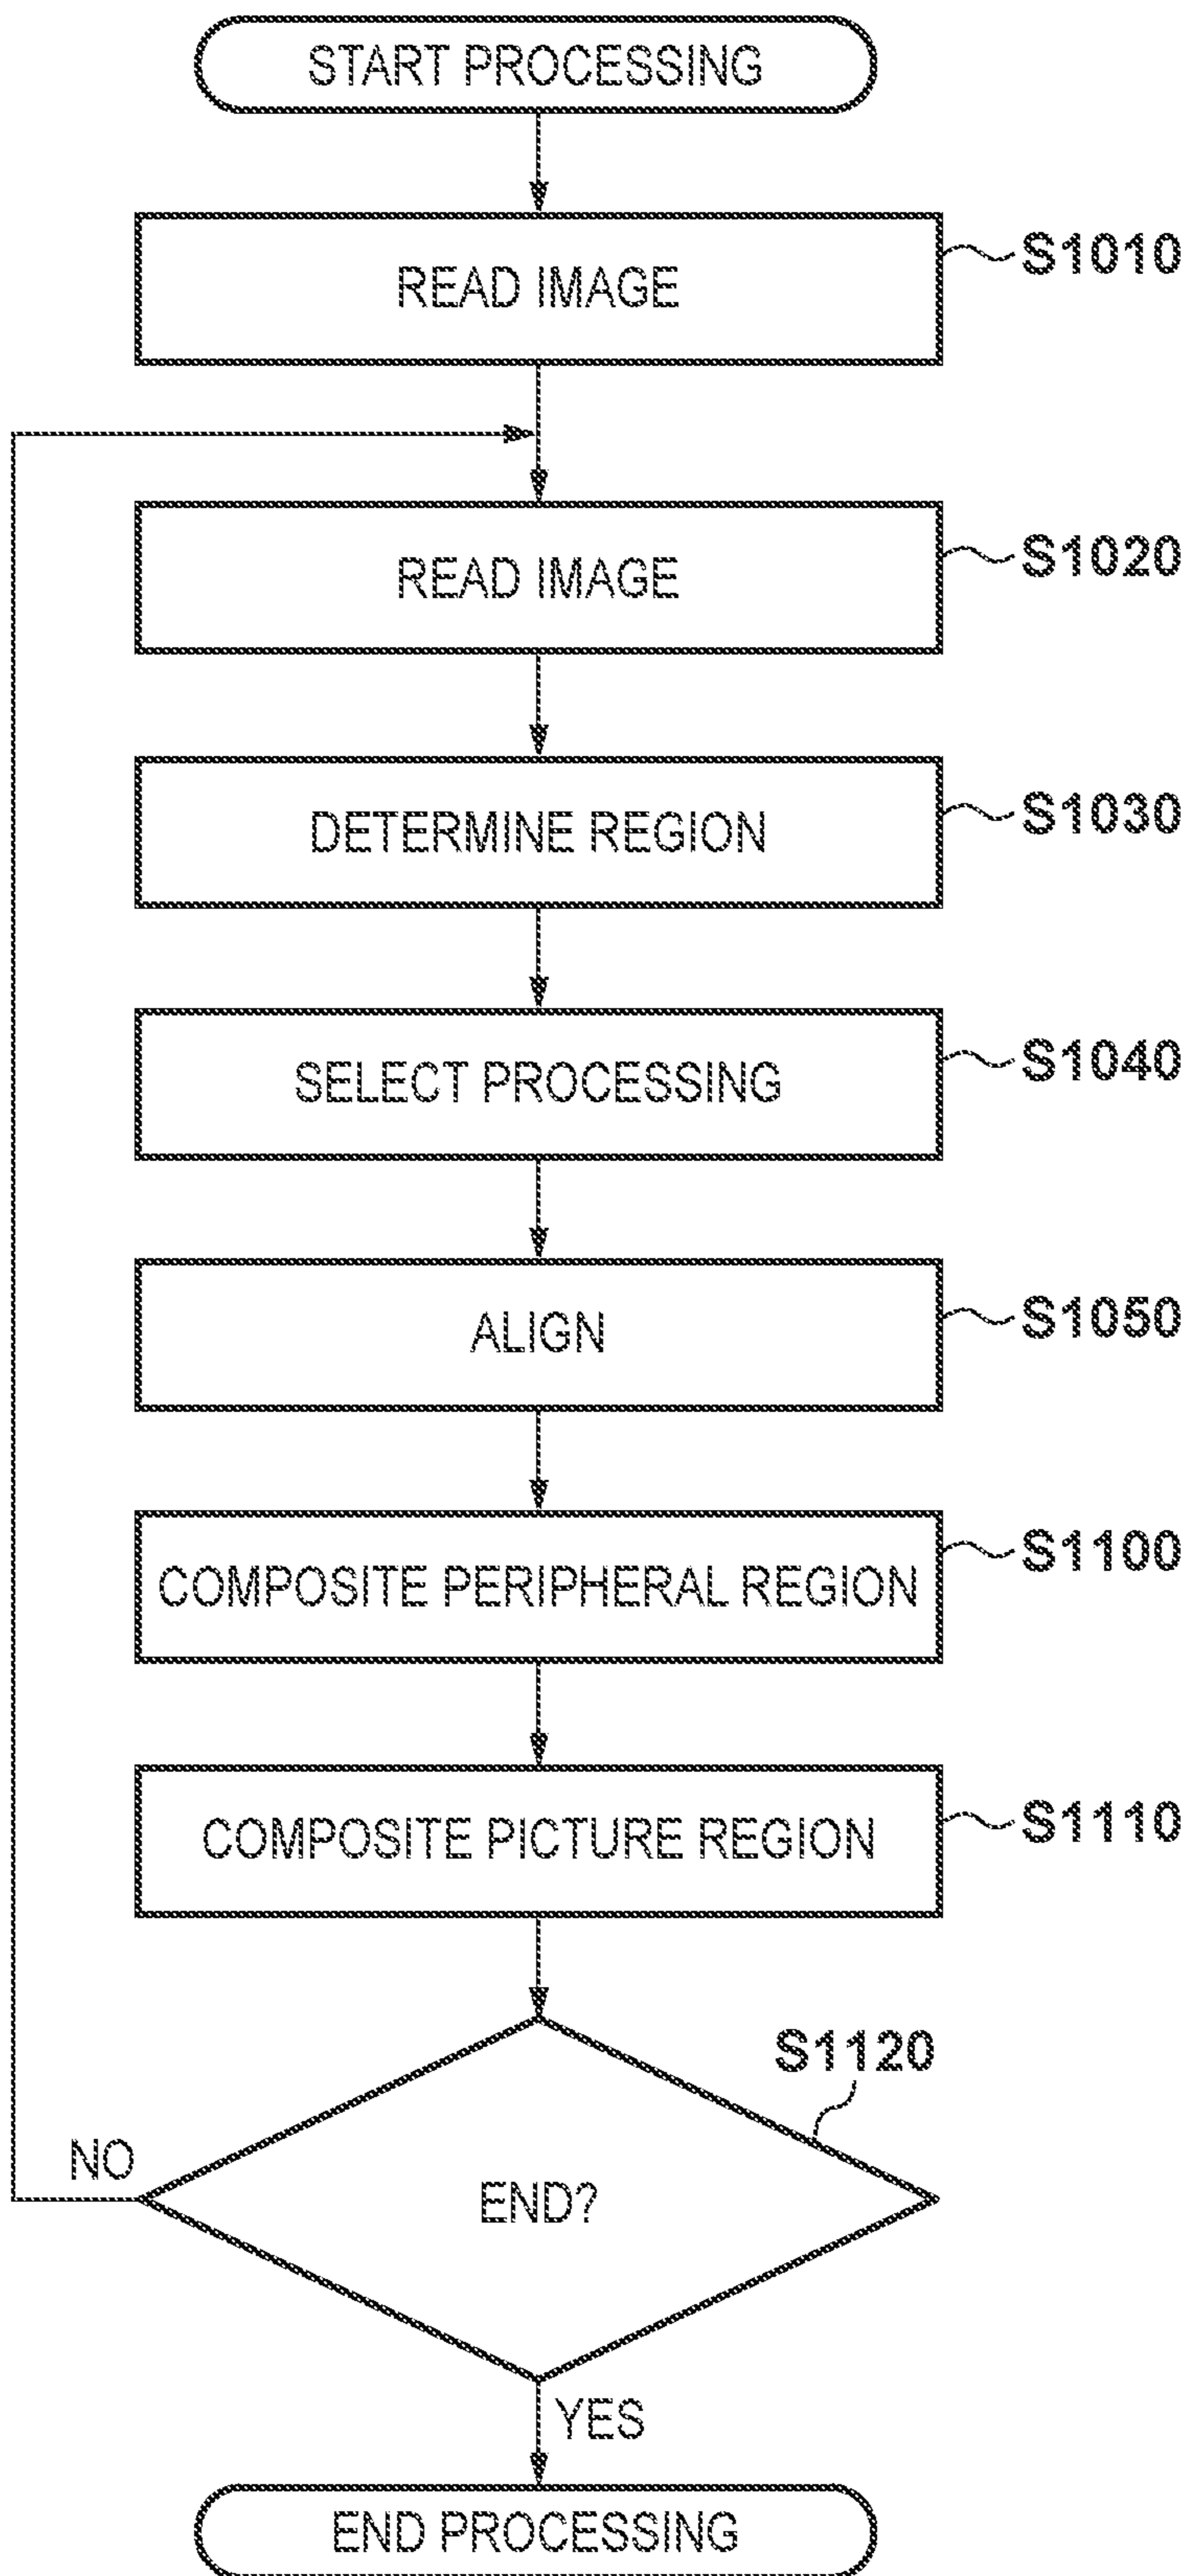 START PROCESSING
READ IMAGE
S1010
READ IMAGE
S1020
DETERMINE REGION
S1030
SELECT PROCESSING
S1040
ALIGN
S1050
COMPOSITE PERIPHERAL REGION
S1100
COMPOSITE PICTURE REGION
S1110
S1120
NO
END?
YES
END PROCESSING